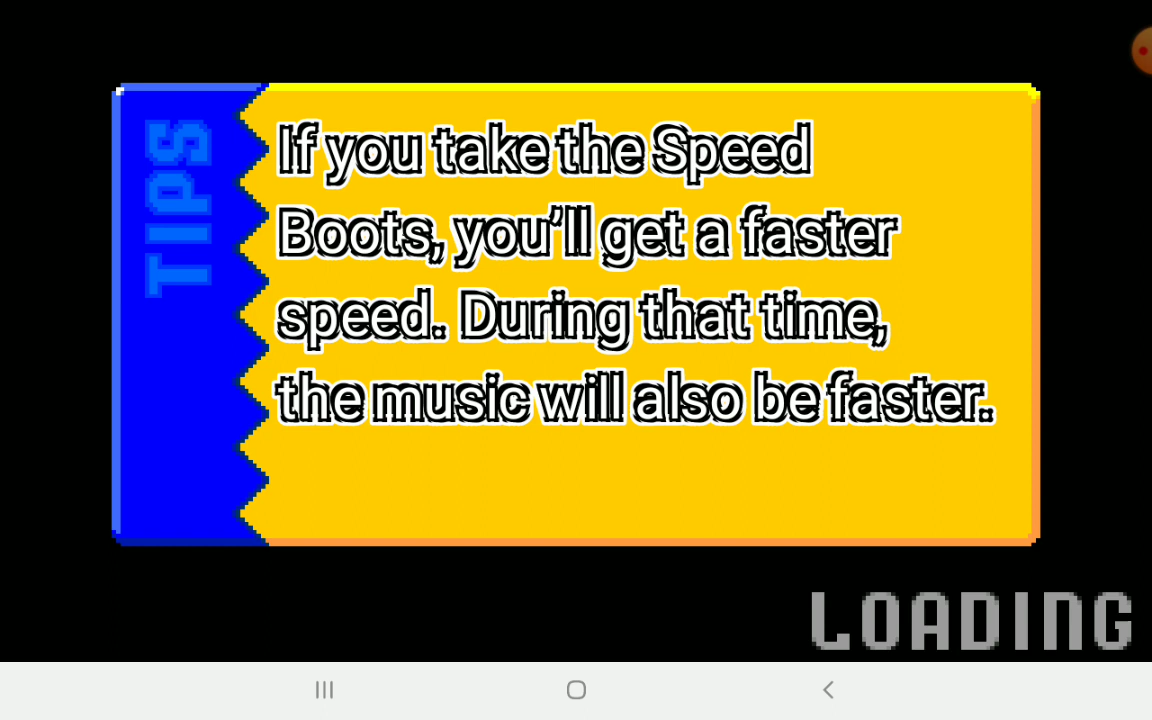 TIPS
If you take the Speed
Boots, you’ll get a faster
speed. During that time,
the music will also be faster.
LOADING